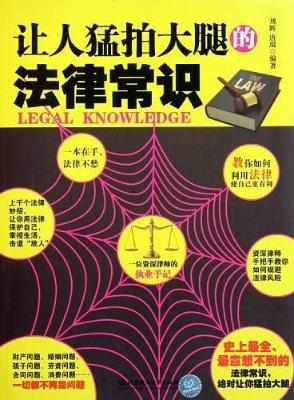 让人猛拍大腿的
刘辉 唐琨 ◎编著
法律常识
LEGAL KNOWLEDGE
THE
LAW
一本在手,
法律不愁
教你如何
利用法律
使自己更有利
上千个法律
妙招,
让你用法律
保护自己,
掌控生活,
击退“敌人”
一位资深律师的
执业手记
资深律师
手把手教你
如何规避
法律风险
财产问题、婚姻问题、
孩子问题、劳资问题、
合同问题、消费问题……
一切都不再是问题
史上最全、
最意想不到的
法律常识,
绝对让你猛拍大腿